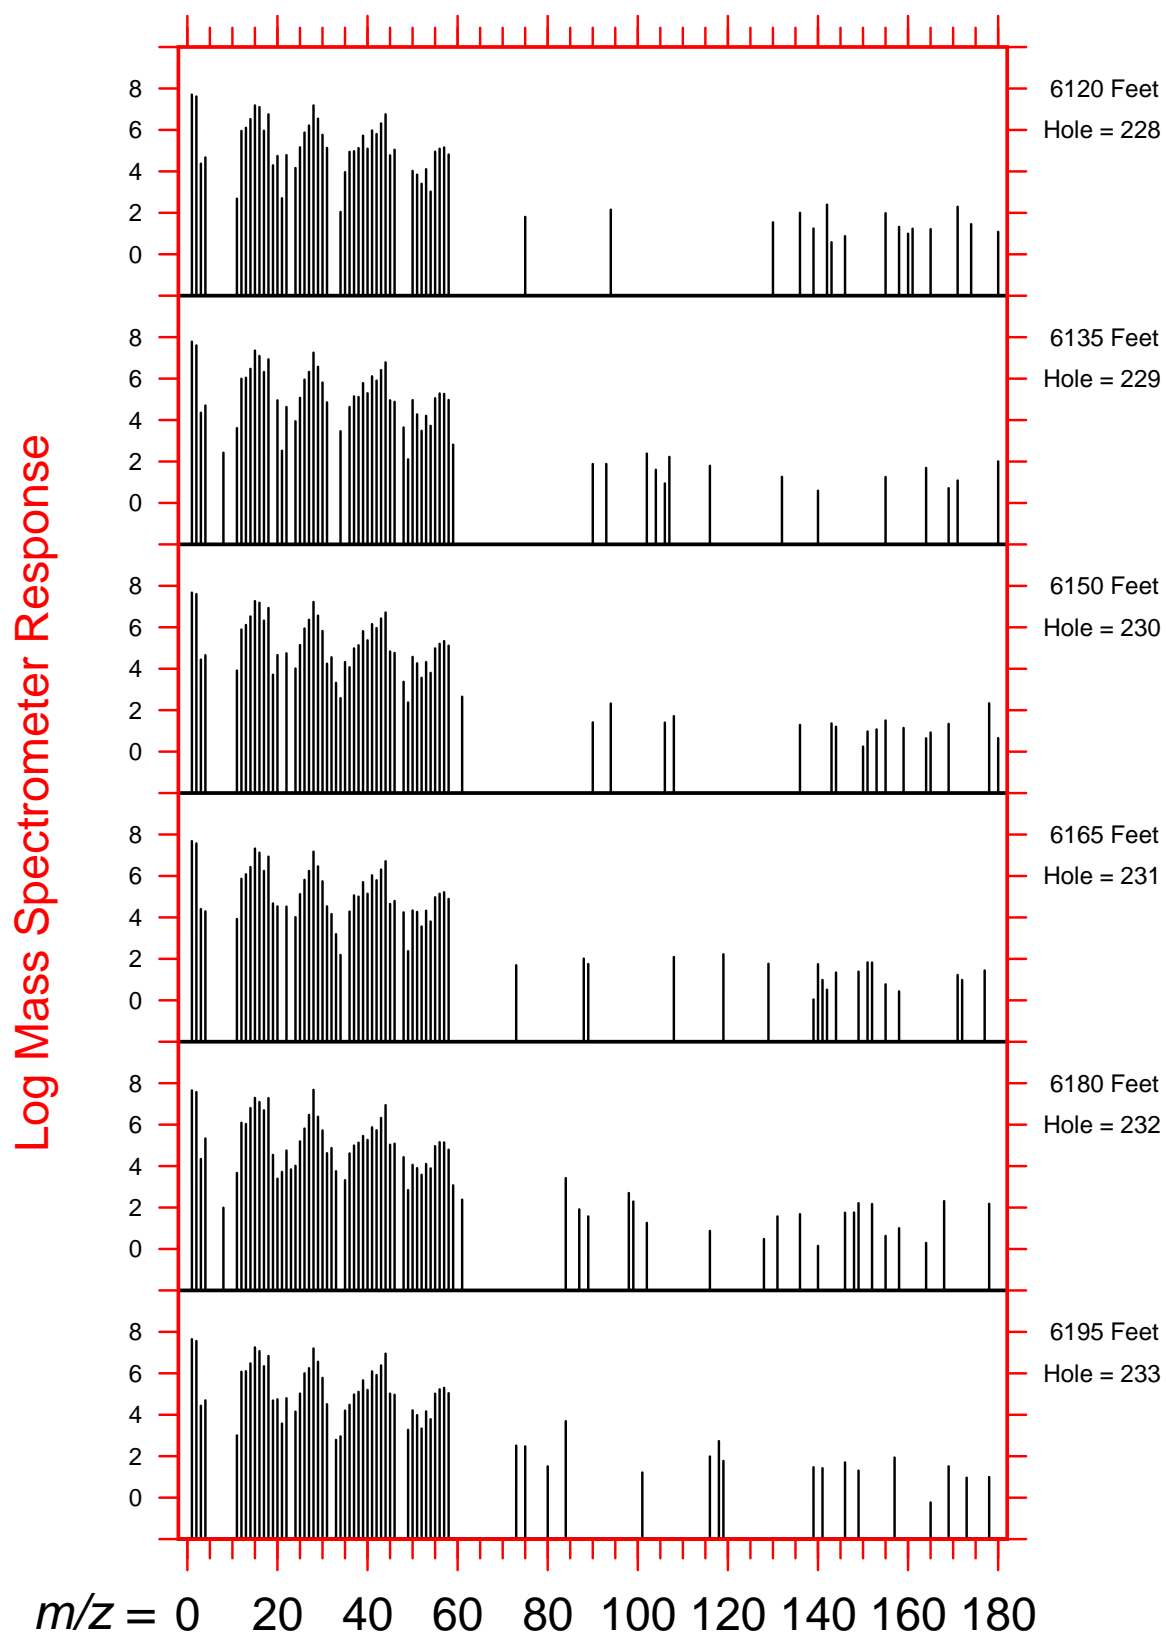 Log Mass Spectrometer Response
8
6
4
2
0
6120 Feet
Hole = 228
8
6
4
2
0
6135 Feet
Hole = 229
8
6
4
2
0
6150 Feet
Hole = 230
8
6
4
2
0
6165 Feet
Hole = 231
8
6
4
2
0
6180 Feet
Hole = 232
8
6
4
2
0
6195 Feet
Hole = 233
m/z = 0 20 40 60 80 100 120 140 160 180